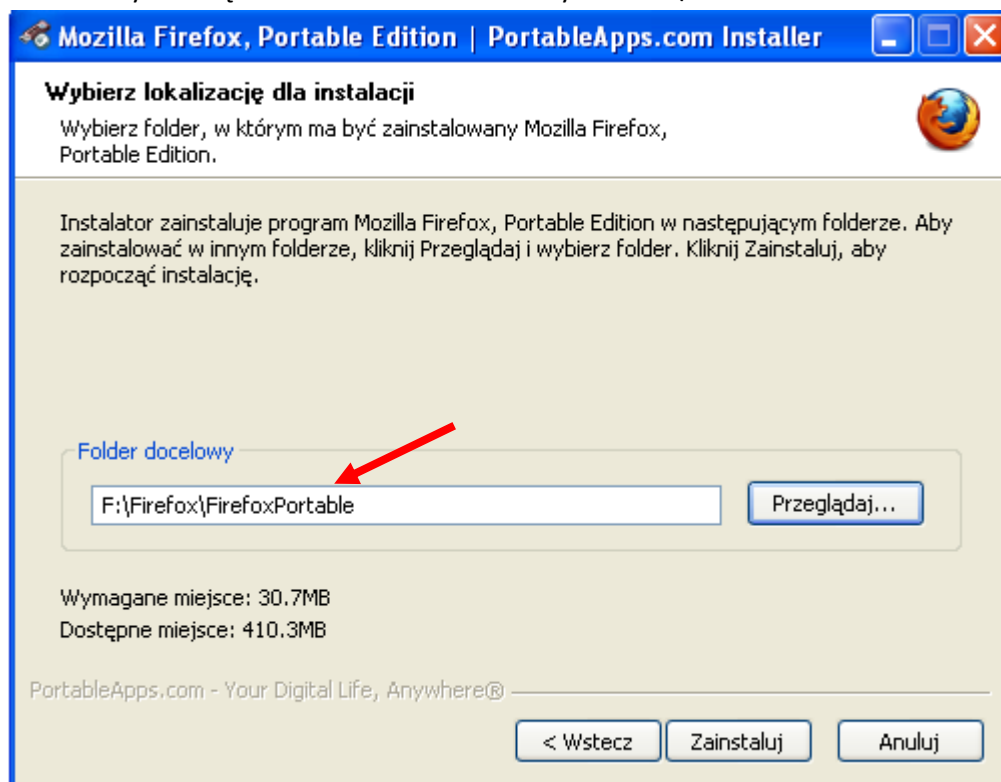 Mozilla Firefox, Portable Edition | PortableApps.com Installer
Wybierz lokalizację dla instalacji
Wybierz folder, w którym ma być zainstalowany Mozilla Firefox,
Portable Edition.
Instalator zainstaluje program Mozilla Firefox, Portable Edition w następującym folderze. Aby
zainstalować w innym folderze, kliknij Przeglądaj i wybierz folder. Kliknij Zainstaluj, aby
rozpocząć instalację.
Folder docelowy
F:\Firefox\FirefoxPortable
Przeglądaj...
Wymagane miejsce: 30.7MB
Dostępne miejsce: 410.3MB
PortableApps.com - Your Digital Life, Anywhere®
< Wstecz
Zainstaluj
Anuluj